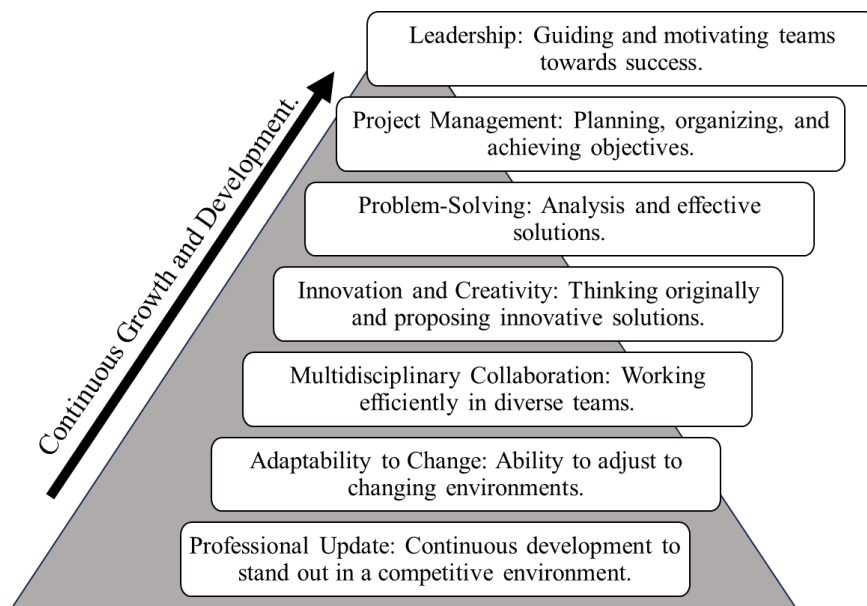 Leadership: Guiding and motivating teams
towards success.
Project Management: Planning, organizing, and
achieving objectives.
Problem-Solving: Analysis and effective
solutions.
Innovation and Creativity: Thinking originally
and proposing innovative solutions.
Multidisciplinary Collaboration: Working
efficiently in diverse teams.
Adaptability to Change: Ability to adjust to
changing environments.
Professional Update: Continuous development to
stand out in a competitive environment.
Continuous Growth and Development.